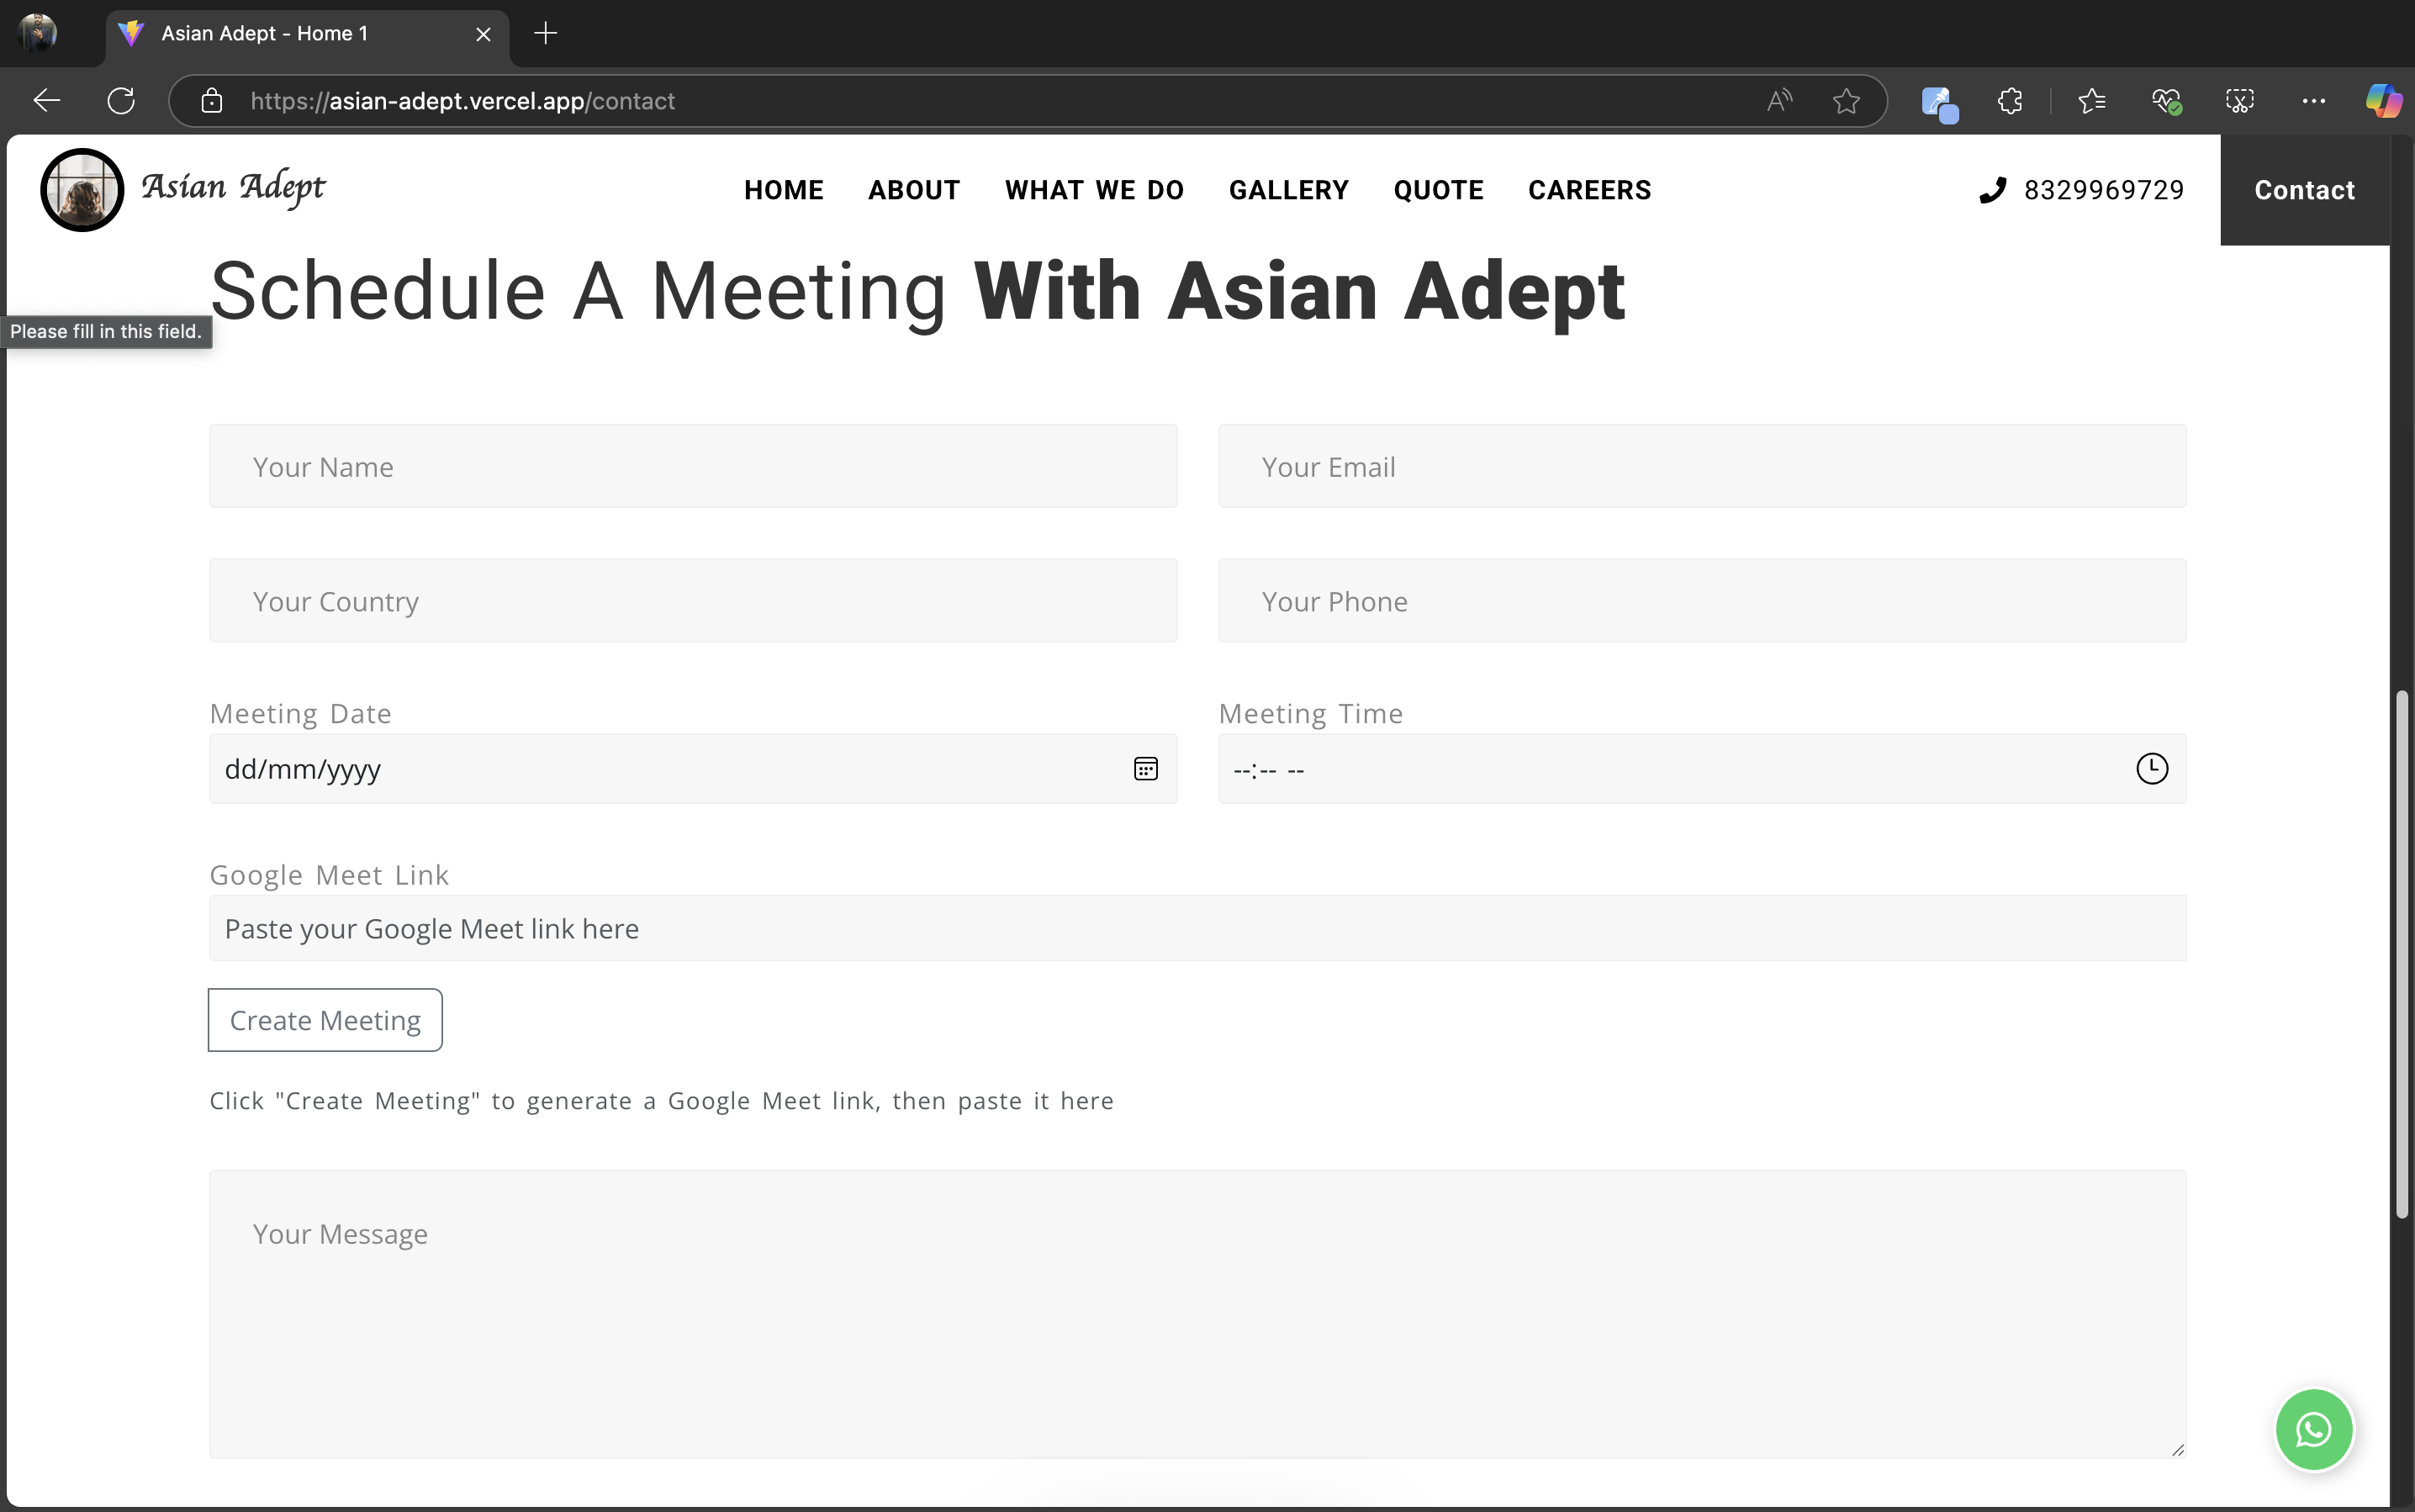 Asian Adept - Home 1
https://asian-adept.vercel.app/contact
Asian Adept
HOME ABOUT WHAT WE DO GALLERY QUOTE CAREERS
8329969729
Contact
Schedule A Meeting With Asian Adept
Please fill in this field.
Your Name
Your Email
Your Country
Your Phone
Meeting Date
Meeting Time
dd/mm/yyyy
--:-- --
Google Meet Link
Paste your Google Meet link here
Create Meeting
Click "Create Meeting" to generate a Google Meet link, then paste it here
Your Message